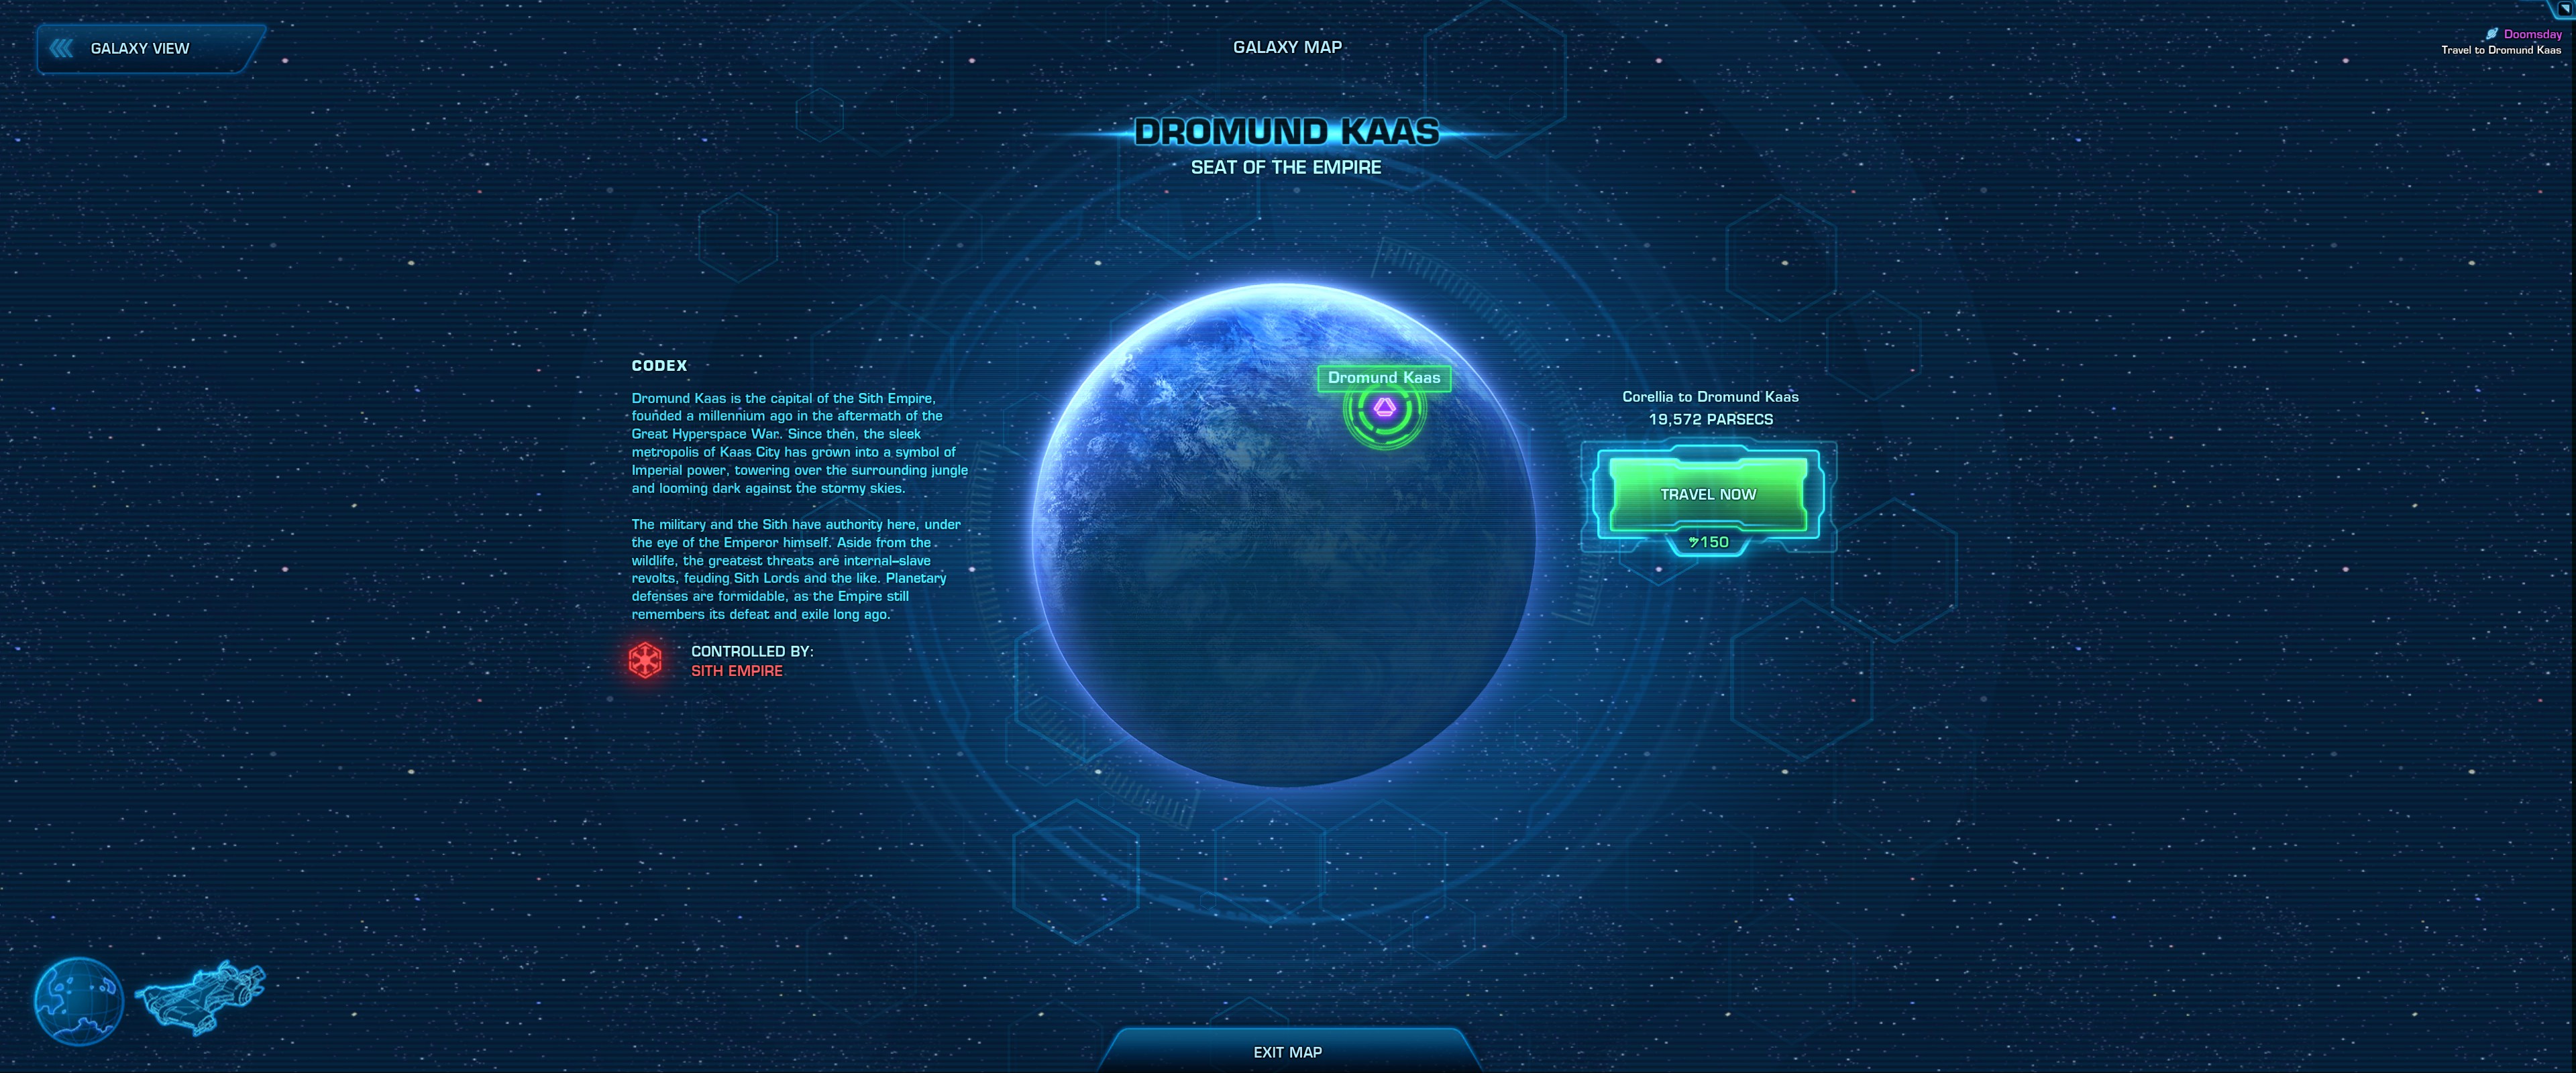 GALAXY VIEW
GALAXY MAP
Doomsday
Travel to Dromund Kaas
DROMUND KAAS
SEAT OF THE EMPIRE
CODEX
Dromund Kaas is the capital of the Sith Empire,
founded a millennium ago in the aftermath of the
Great Hyperspace War. Since then, the sleek
metropolis of Kaas City has grown into a symbol of
Imperial power, towering over the surrounding jungle
and looming dark against the stormy skies.
The military and the Sith have authority here, under
the eye of the Emperor himself. Aside from the
wildlife, the greatest threats are internal–slave
revolts, feuding Sith Lords and the like. Planetary
defenses are formidable, as the Empire still
remembers its defeat and exile long ago.
CONTROLLED BY:
SITH EMPIRE
Dromund Kaas
Corellia to Dromund Kaas
19,572 PARSECS
TRAVEL NOW
150
EXIT MAP